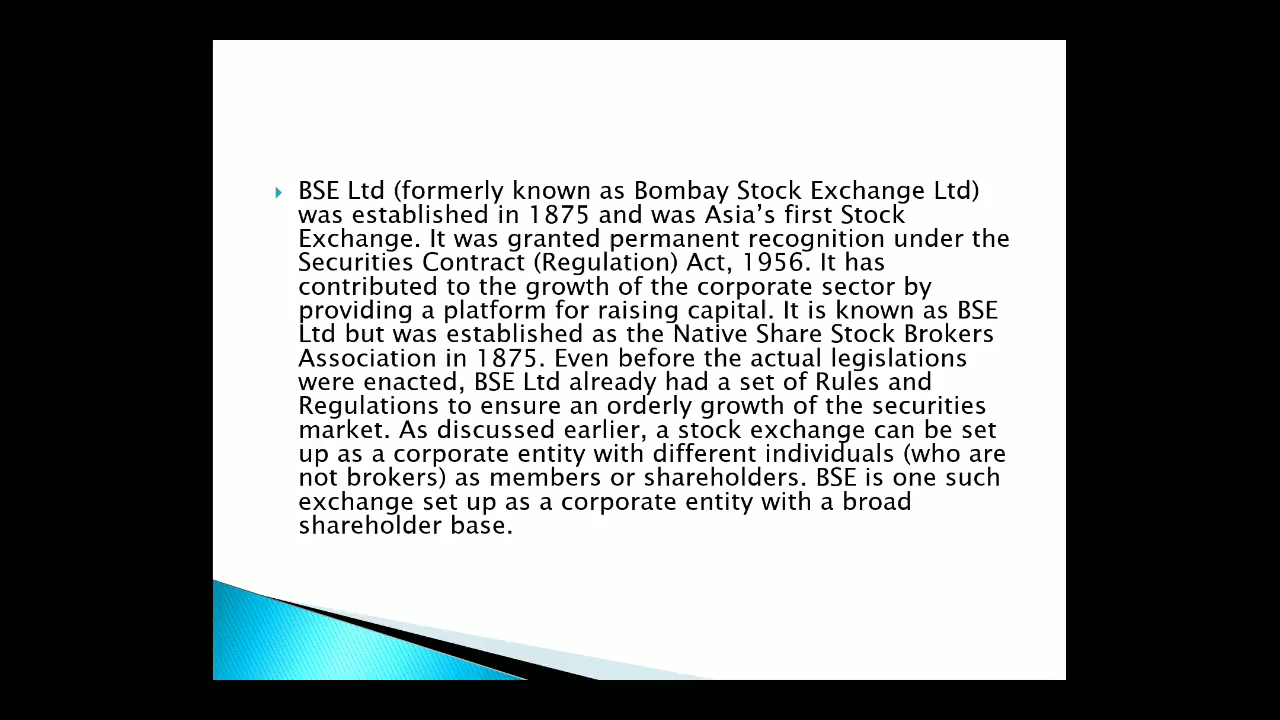 BSE Ltd (formerly known as Bombay Stock Exchange Ltd)
was established in 1875 and was Asia’s first Stock
Exchange. It was granted permanent recognition under the
Securities Contract (Regulation) Act, 1956. It has
contributed to the growth of the corporate sector by
providing a platform for raising capital. It is known as BSE
Ltd but was established as the Native Share Stock Brokers
Association in 1875. Even before the actual legislations
were enacted, BSE Ltd already had a set of Rules and
Regulations to ensure an orderly growth of the securities
market. As discussed earlier, a stock exchange can be set
up as a corporate entity with different individuals (who are
not brokers) as members or shareholders. BSE is one such
exchange set up as a corporate entity with a broad
shareholder base.